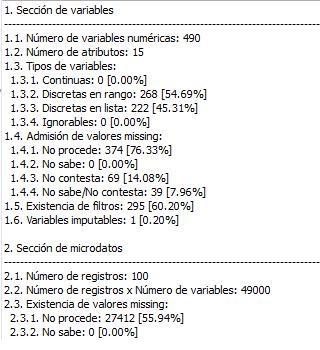 1. Sección de variables
1.1. Número de variables numéricas: 490
1.2. Número de atributos: 15
1.3. Tipos de variables:
1.3.1. Continuas: 0 [0.00%]
1.3.2. Discretas en rango: 268 [54.69%]
1.3.3. Discretas en lista: 222 [45.31%]
1.3.4. Ignorables: 0 [0.00%]
1.4. Admisión de valores missing:
1.4.1. No procede: 374 [76.33%]
1.4.2. No sabe: 0 [0.00%]
1.4.3. No contesta: 69 [14.08%]
1.4.4. No sabe/No contesta: 39 [7.96%]
1.5. Existencia de filtros: 295 [60.20%]
1.6. Variables imputables: 1 [0.20%]
2. Sección de microdatos
2.1. Número de registros: 100
2.2. Número de registros x Número de variables: 49000
2.3. Existencia de valores missing:
2.3.1. No procede: 27412 [55.94%]
2.3.2. No sabe: 0 [0.00%]